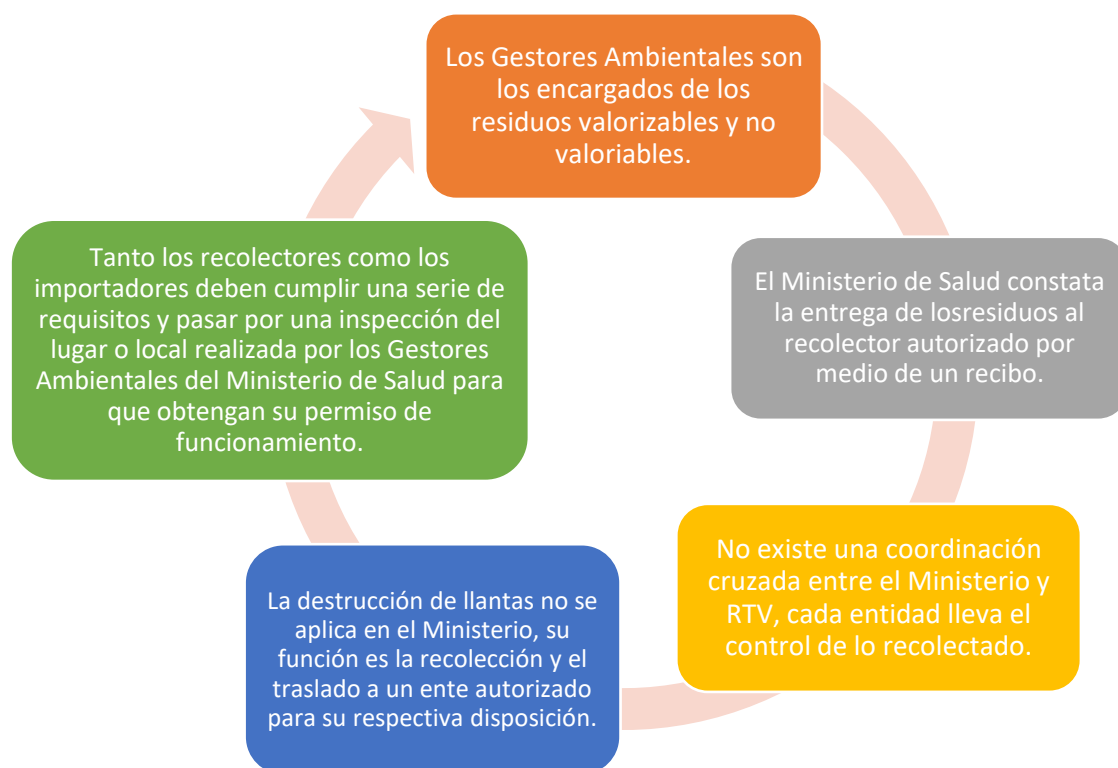 Los Gestores Ambientales son
los encargados de los
residuos valorizables y no
valoriables.
El Ministerio de Salud constata
la entrega de losresiduos al
recolector autorizado por
medio de un recibo.
No existe una coordinación
cruzada entre el Ministerio y
RTV, cada entidad lleva el
control de lo recolectado.
La destrucción de llantas no se
aplica en el Ministerio, su
función es la recolección y el
traslado a un ente autorizado
para su respectiva disposición.
Tanto los recolectores como los
importadores deben cumplir una serie de
requisitos y pasar por una inspección del
lugar o local realizada por los Gestores
Ambientales del Ministerio de Salud para
que obtengan su permiso de
funcionamiento.